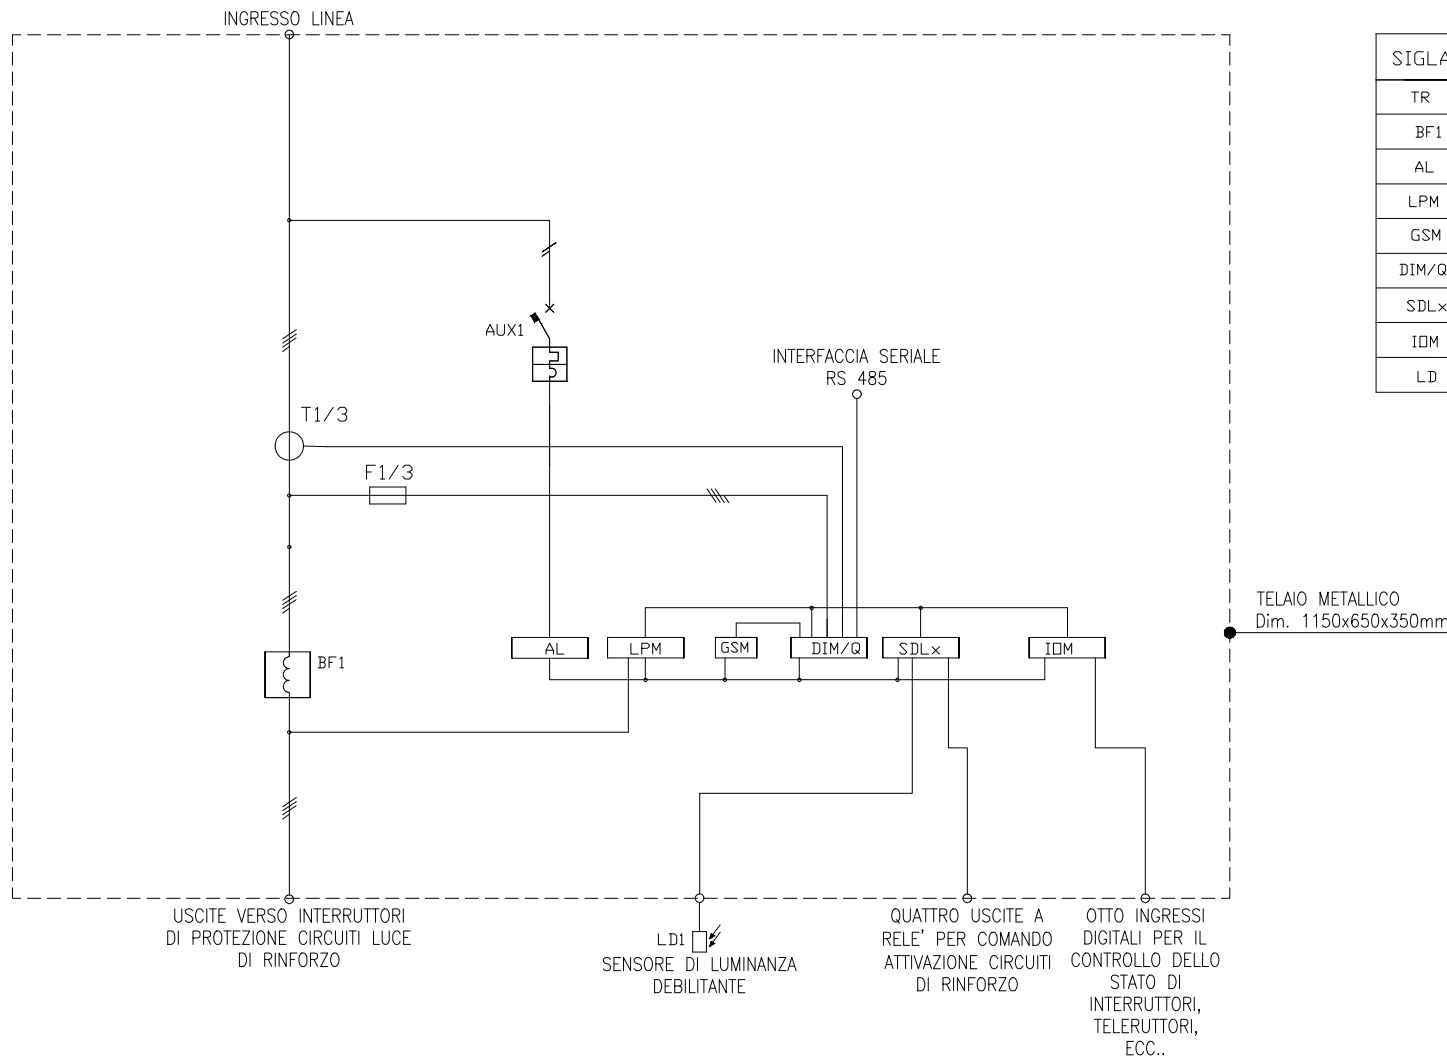 INGRESSO LINEA
SIGLA
TR
BF1
AL
LPM
GSM
DIM/Q
SDLx
IOM
LD
AUX1
INTERFACCIA SERIALE
RS 485
T1/3
F1/3
TELAIO METALLICO
Dim. 1150x650x350mm
BF1
AL
LPM
GSM
DIM/Q
SDLx
IOM
USCITE VERSO INTERRUTTORI
DI PROTEZIONE CIRCUITI LUCE
DI RINFORZO
LD1
SENSORE DI LUMINANZA
DEBILITANTE
QUATTRO USCITE A
RELE' PER COMANDO
ATTIVAZIONE CIRCUITI
DI RINFORZO
OTTO INGRESSI
DIGITALI PER IL
CONTROLLO DELLO
STATO DI
INTERRUTTORI,
TELERUTTORI,
ECC..